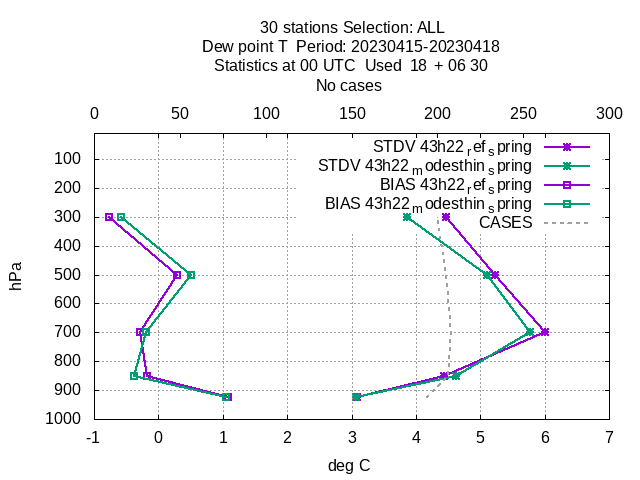 30 stations Selection: ALL
Dew point T  Period: 20230415-20230418
Statistics at 00 UTC  Used  18  + 06 30
No cases
0 50 100 150 200 250 300
STDV 43h22_ref_spring
STDV 43h22_modesthin_spring
BIAS 43h22_ref_spring
BIAS 43h22_modesthin_spring
CASES
100
200
300
400
500
600
700
800
900
1000
hPa
-1 0 1 2 3 4 5 6 7
deg C